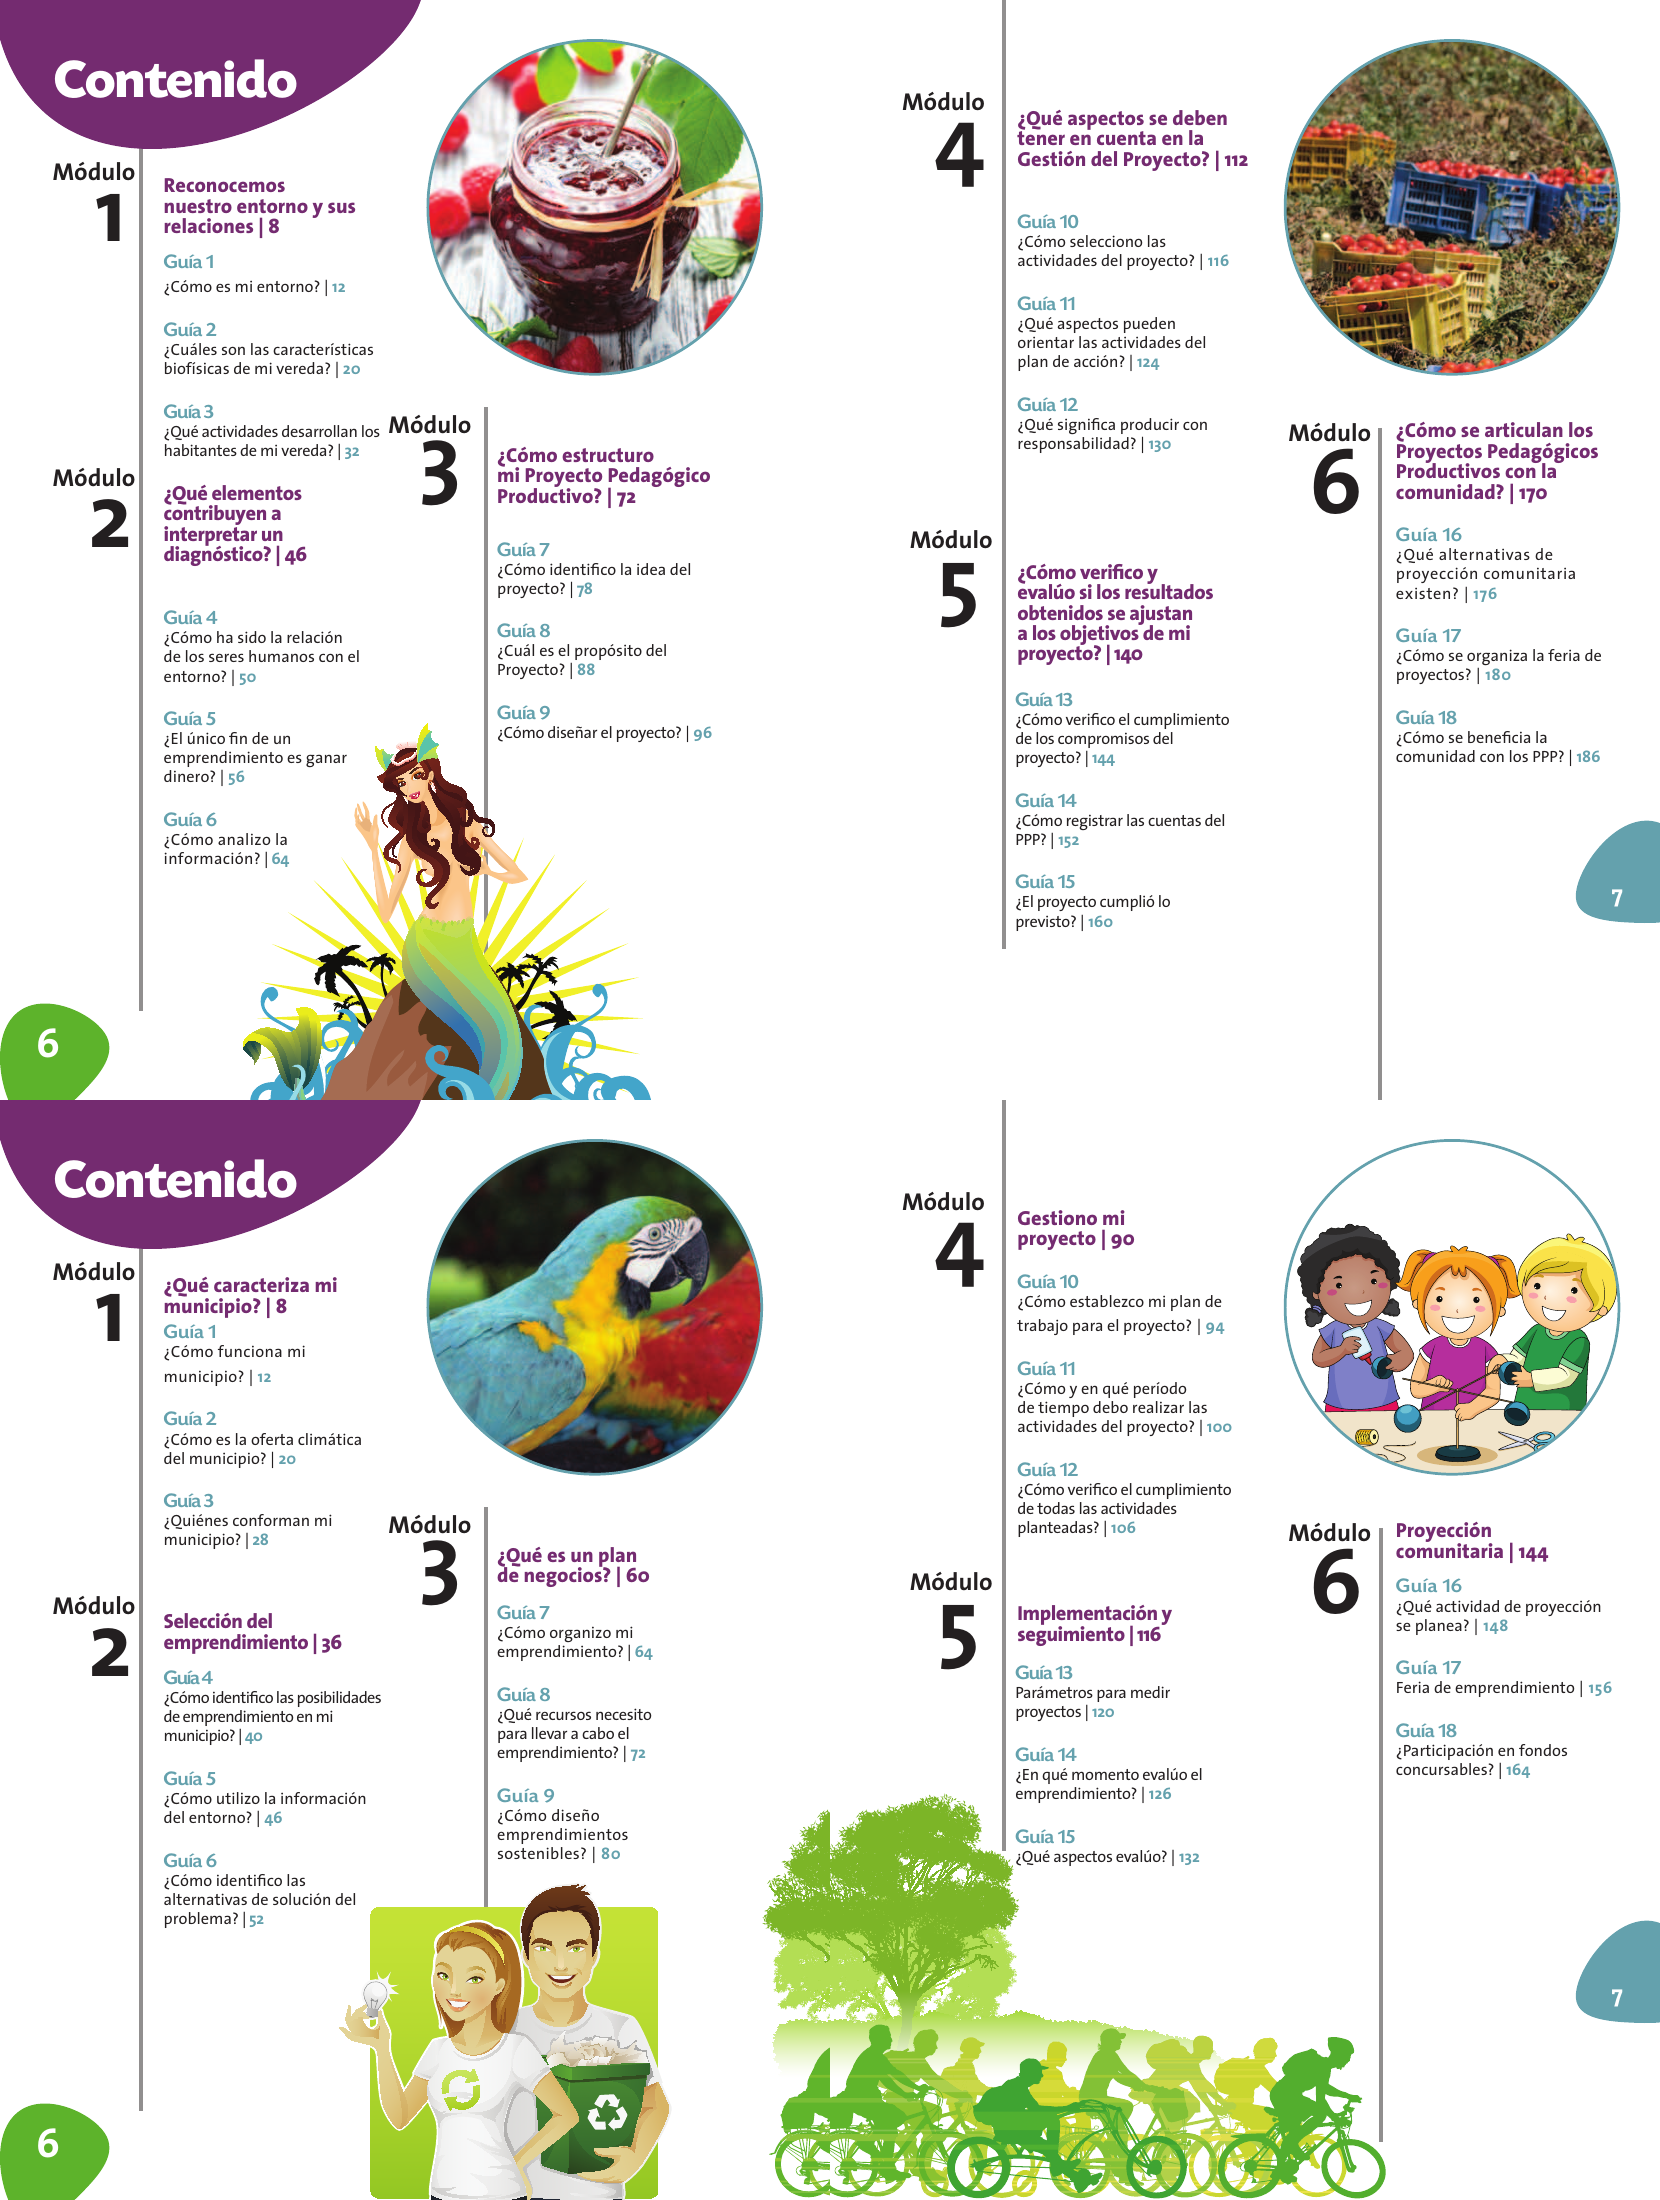 Contenido
Módulo
1
Reconocemos
nuestro entorno y sus
relaciones | 8
Guía 1
¿Cómo es mi entorno? | 12
Guía 2
¿Cuáles son las características
biofísicas de mi vereda? | 20
Guía 3
¿Qué actividades desarrollan los
habitantes de mi vereda? | 32
Módulo
2
¿Qué elementos
contribuyen a
interpretar un
diagnóstico? | 46
Guía 4
¿Cómo ha sido la relación
de los seres humanos con el
entorno? | 50
Guía 5
¿El único fin de un
emprendimiento es ganar
dinero? | 56
Guía 6
¿Cómo analizo la
información? | 64
Módulo
3
¿Cómo estructuro
mi Proyecto Pedagógico
Productivo? | 72
Guía 7
¿Cómo identifico la idea del
proyecto? | 78
Guía 8
¿Cuál es el propósito del
Proyecto? | 88
Guía 9
¿Cómo diseñar el proyecto? | 96
6
Módulo
4
¿Qué aspectos se deben
tener en cuenta en la
Gestión del Proyecto? | 112
Guía 10
¿Cómo selecciono las
actividades del proyecto? | 116
Guía 11
¿Qué aspectos pueden
orientar las actividades del
plan de acción? | 124
Guía 12
¿Qué significa producir con
responsabilidad? | 130
Módulo
5
¿Cómo verifico y
evalúo si los resultados
obtenidos se ajustan
a los objetivos de mi
proyecto? | 140
Guía 13
¿Cómo verifico el cumplimiento
de los compromisos del
proyecto? | 144
Guía 14
¿Cómo registrar las cuentas del
PPP? | 152
Guía 15
¿El proyecto cumplió lo
previsto? | 160
Módulo
6
¿Cómo se articulan los
Proyectos Pedagógicos
Productivos con la
comunidad? | 170
Guía 16
¿Qué alternativas de
proyección comunitaria
existen? | 176
Guía 17
¿Cómo se organiza la feria de
proyectos? | 180
Guía 18
¿Cómo se beneficia la
comunidad con los PPP? | 186
7
Contenido
Módulo
1
¿Qué caracteriza mi
municipio? | 8
Guía 1
¿Cómo funciona mi
municipio? | 12
Guía 2
¿Cómo es la oferta climática
del municipio? | 20
Guía 3
¿Quiénes conforman mi
municipio? | 28
Módulo
2
Selección del
emprendimiento | 36
Guía 4
¿Cómo identifico las posibilidades
de emprendimiento en mi
municipio? | 40
Guía 5
¿Cómo utilizo la información
del entorno? | 46
Guía 6
¿Cómo identifico las
alternativas de solución del
problema? | 52
Módulo
3
¿Qué es un plan
de negocios? | 60
Guía 7
¿Cómo organizo mi
emprendimiento? | 64
Guía 8
¿Qué recursos necesito
para llevar a cabo el
emprendimiento? | 72
Guía 9
¿Cómo diseño
emprendimientos
sostenibles? | 80
6
Módulo
4
Gestiono mi
proyecto | 90
Guía 10
¿Cómo establezco mi plan de
trabajo para el proyecto? | 94
Guía 11
¿Cómo y en qué período
de tiempo debo realizar las
actividades del proyecto? | 100
Guía 12
¿Cómo verifico el cumplimiento
de todas las actividades
planteadas? | 106
Módulo
5
Implementación y
seguimiento | 116
Guía 13
Parámetros para medir
proyectos | 120
Guía 14
¿En qué momento evalúo el
emprendimiento? | 126
Guía 15
¿Qué aspectos evalúo? | 132
Módulo
6
Proyección
comunitaria | 144
Guía 16
¿Qué actividad de proyección
se planea? | 148
Guía 17
Feria de emprendimiento | 156
Guía 18
¿Participación en fondos
concursables? | 164
7